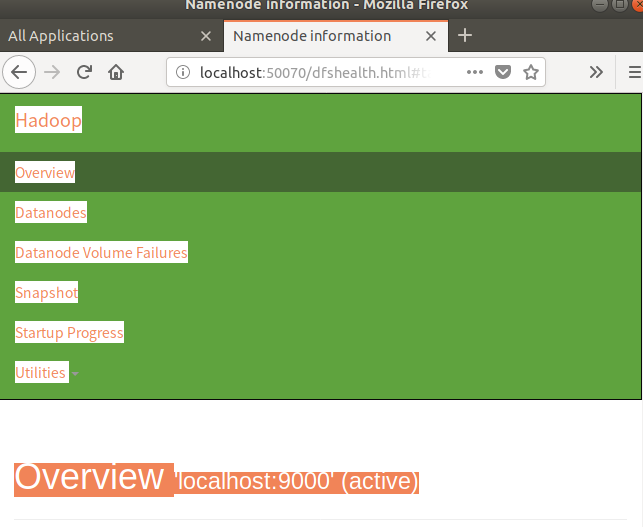 Namenode information - Mozilla Firefox
All Applications
Namenode information
localhost:50070/dfshealth.html#
Hadoop
Overview
Datanodes
Datanode Volume Failures
Snapshot
Startup Progress
Utilities
Overview 'localhost:9000' (active)